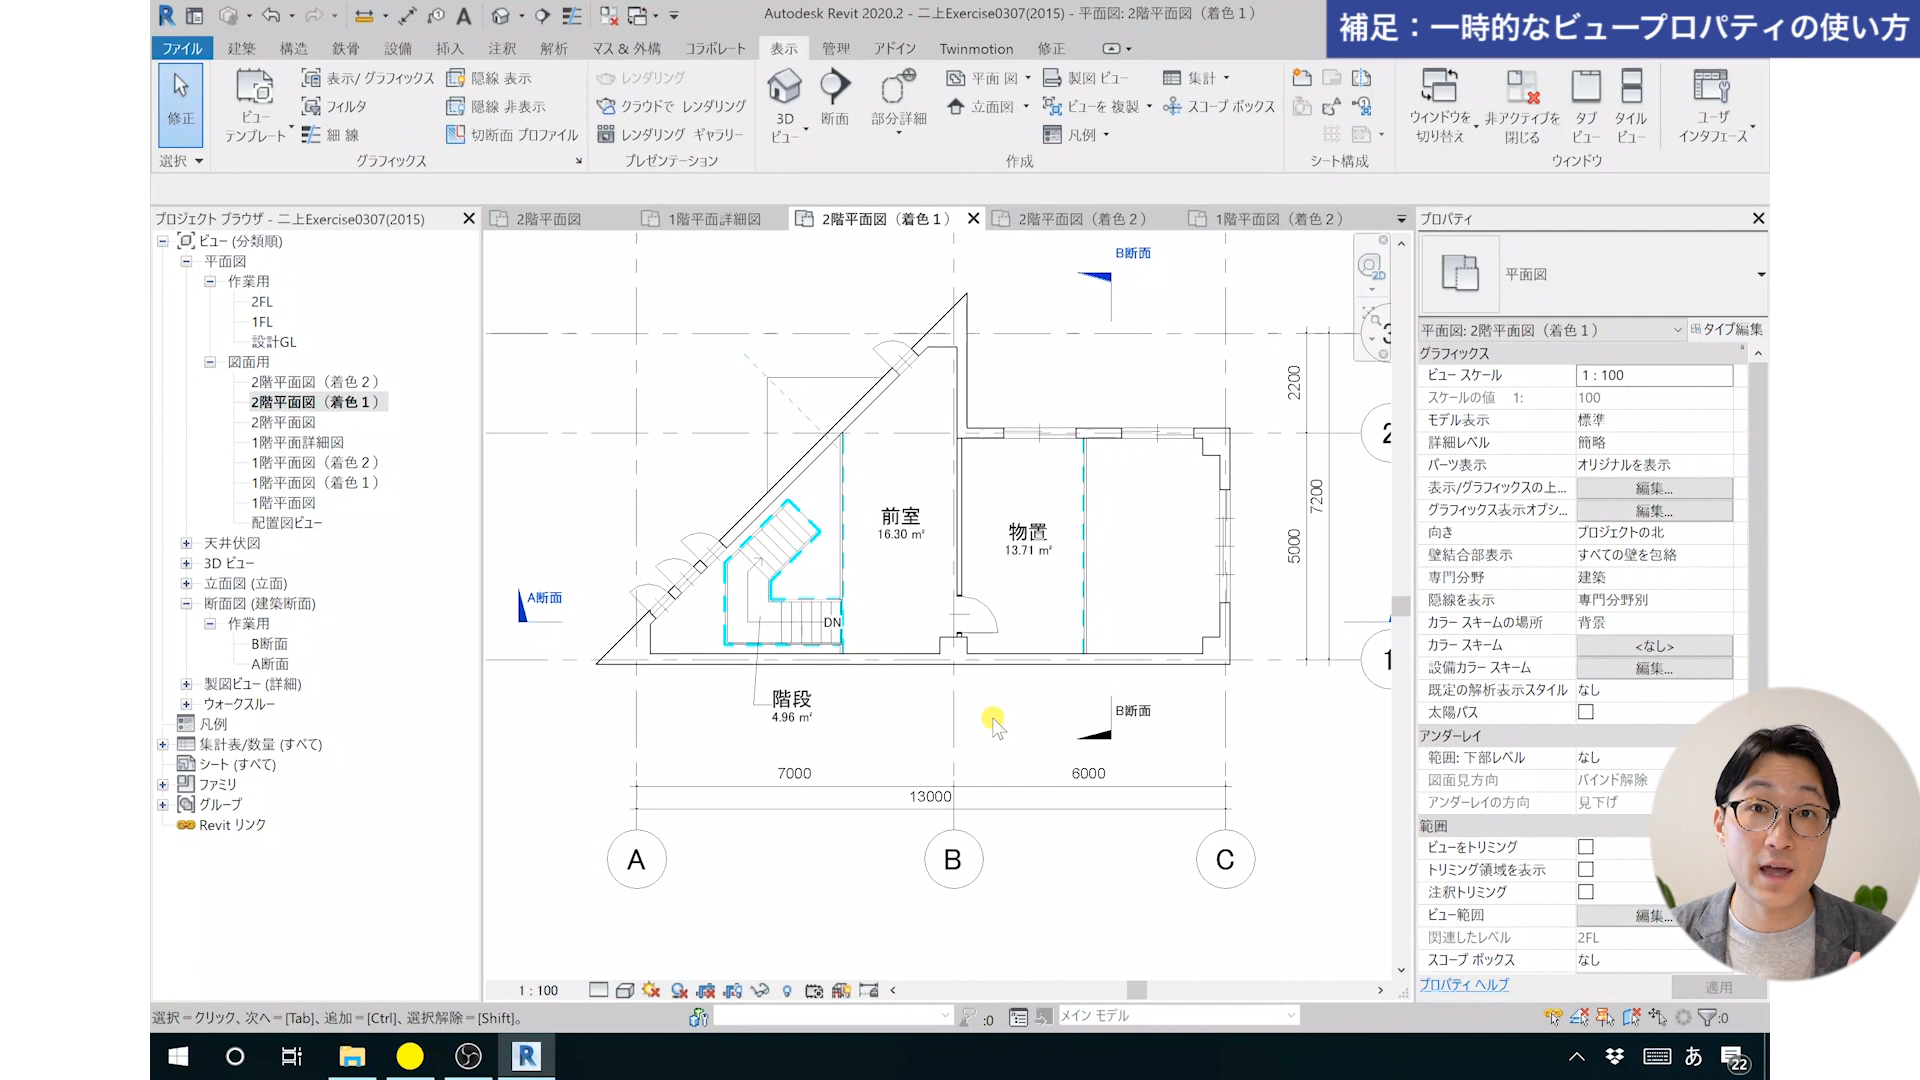 Autodesk Revit 2020.2 - 二上Exercise0307(2015) - 平面図: 2階平面図（着色１）
補足：一時的なビュープロパティの使い方
ファイル 建築 構造 鉄骨 設備 挿入 注釈 解析 マス & 外構 コラボレート 表示 管理 アドイン Twinmotion 修正
修正
選択
ビュー
テンプレート
表示/ グラフィックス
フィルタ
細 線
隠線 表示
隠線 非表示
切断面 プロファイル
グラフィックス
レンダリング
クラウドで レンダリング
レンダリング ギャラリー
プレゼンテーション
3D
ビュー
断面
部分詳細
平面 図
立面図
製図 ビュー
ビューを 複製
凡例
集計
スコープ ボックス
作成
シート構成
ウィンドウを
切り替え
非アクティブを
閉じる
タブ
ビュー
タイル
ビュー
ウィンドウ
ユーザ
インタフェース
プロジェクト ブラウザ - 二上Exercise0307(2015)
ビュー (分類順)
平面図
作業用
2FL
1FL
設計GL
図面用
2階平面図（着色２）
2階平面図（着色１）
2階平面図
1階平面詳細図
1階平面図（着色２）
1階平面図（着色１）
1階平面図
配置図ビュー
天井伏図
3D ビュー
立面図 (立面)
断面図 (建築断面)
作業用
B断面
A断面
製図ビュー (詳細)
ウォークスルー
凡例
集計表/数量 (すべて)
シート (すべて)
ファミリ
グループ
Revit リンク
2階平面図 1階平面詳細図 2階平面図（着色１） 2階平面図（着色２） 1階平面図（着色２）
2D
B断面
3
2200
2
7200
前室
16.30 ㎡
物置
13.71 ㎡
5000
A断面
DN
1
階段
4.96 ㎡
B断面
7000
6000
13000
A
B
C
1 : 100
プロパティ
平面図
平面図: 2階平面図（着色１）
タイプ編集
グラフィックス
ビュー スケール 1 : 100
スケールの値 1: 100
モデル表示 標準
詳細レベル 簡略
パーツ表示 オリジナルを表示
表示/グラフィックスの上... 編集...
グラフィックス表示オプシ... 編集...
向き プロジェクトの北
壁結合部表示 すべての壁を包絡
専門分野 建築
隠線を表示 専門分野別
カラー スキームの場所 背景
カラー スキーム <なし>
設備カラー スキーム 編集...
既定の解析表示スタイル なし
太陽パス
アンダーレイ
範囲: 下部レベル なし
図面見方向 バインド解除
アンダーレイの方向 見下げ
範囲
ビューをトリミング
トリミング領域を表示
注釈トリミング
ビュー範囲 編集...
関連したレベル 2FL
スコープ ボックス なし
プロパティ ヘルプ
適用
選択＝クリック、次へ＝[Tab]、追加＝[Ctrl]、選択解除＝[Shift]。
:0
メイン モデル
:0
あ
22